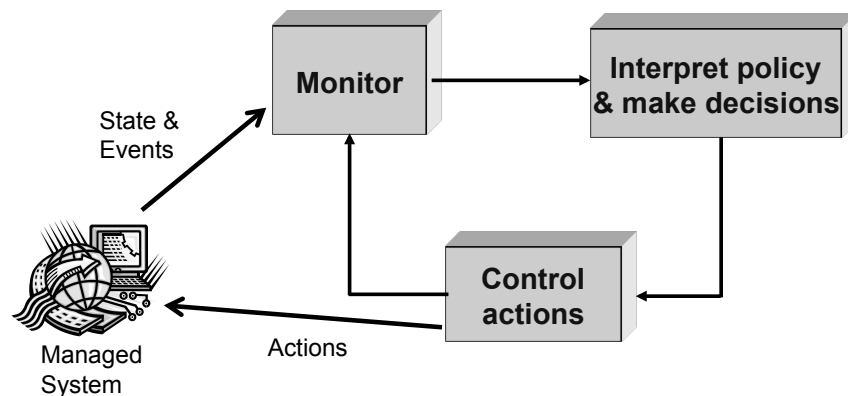 Monitor
Interpret policy
& make decisions
State &
Events
Control
actions
Actions
Managed
System